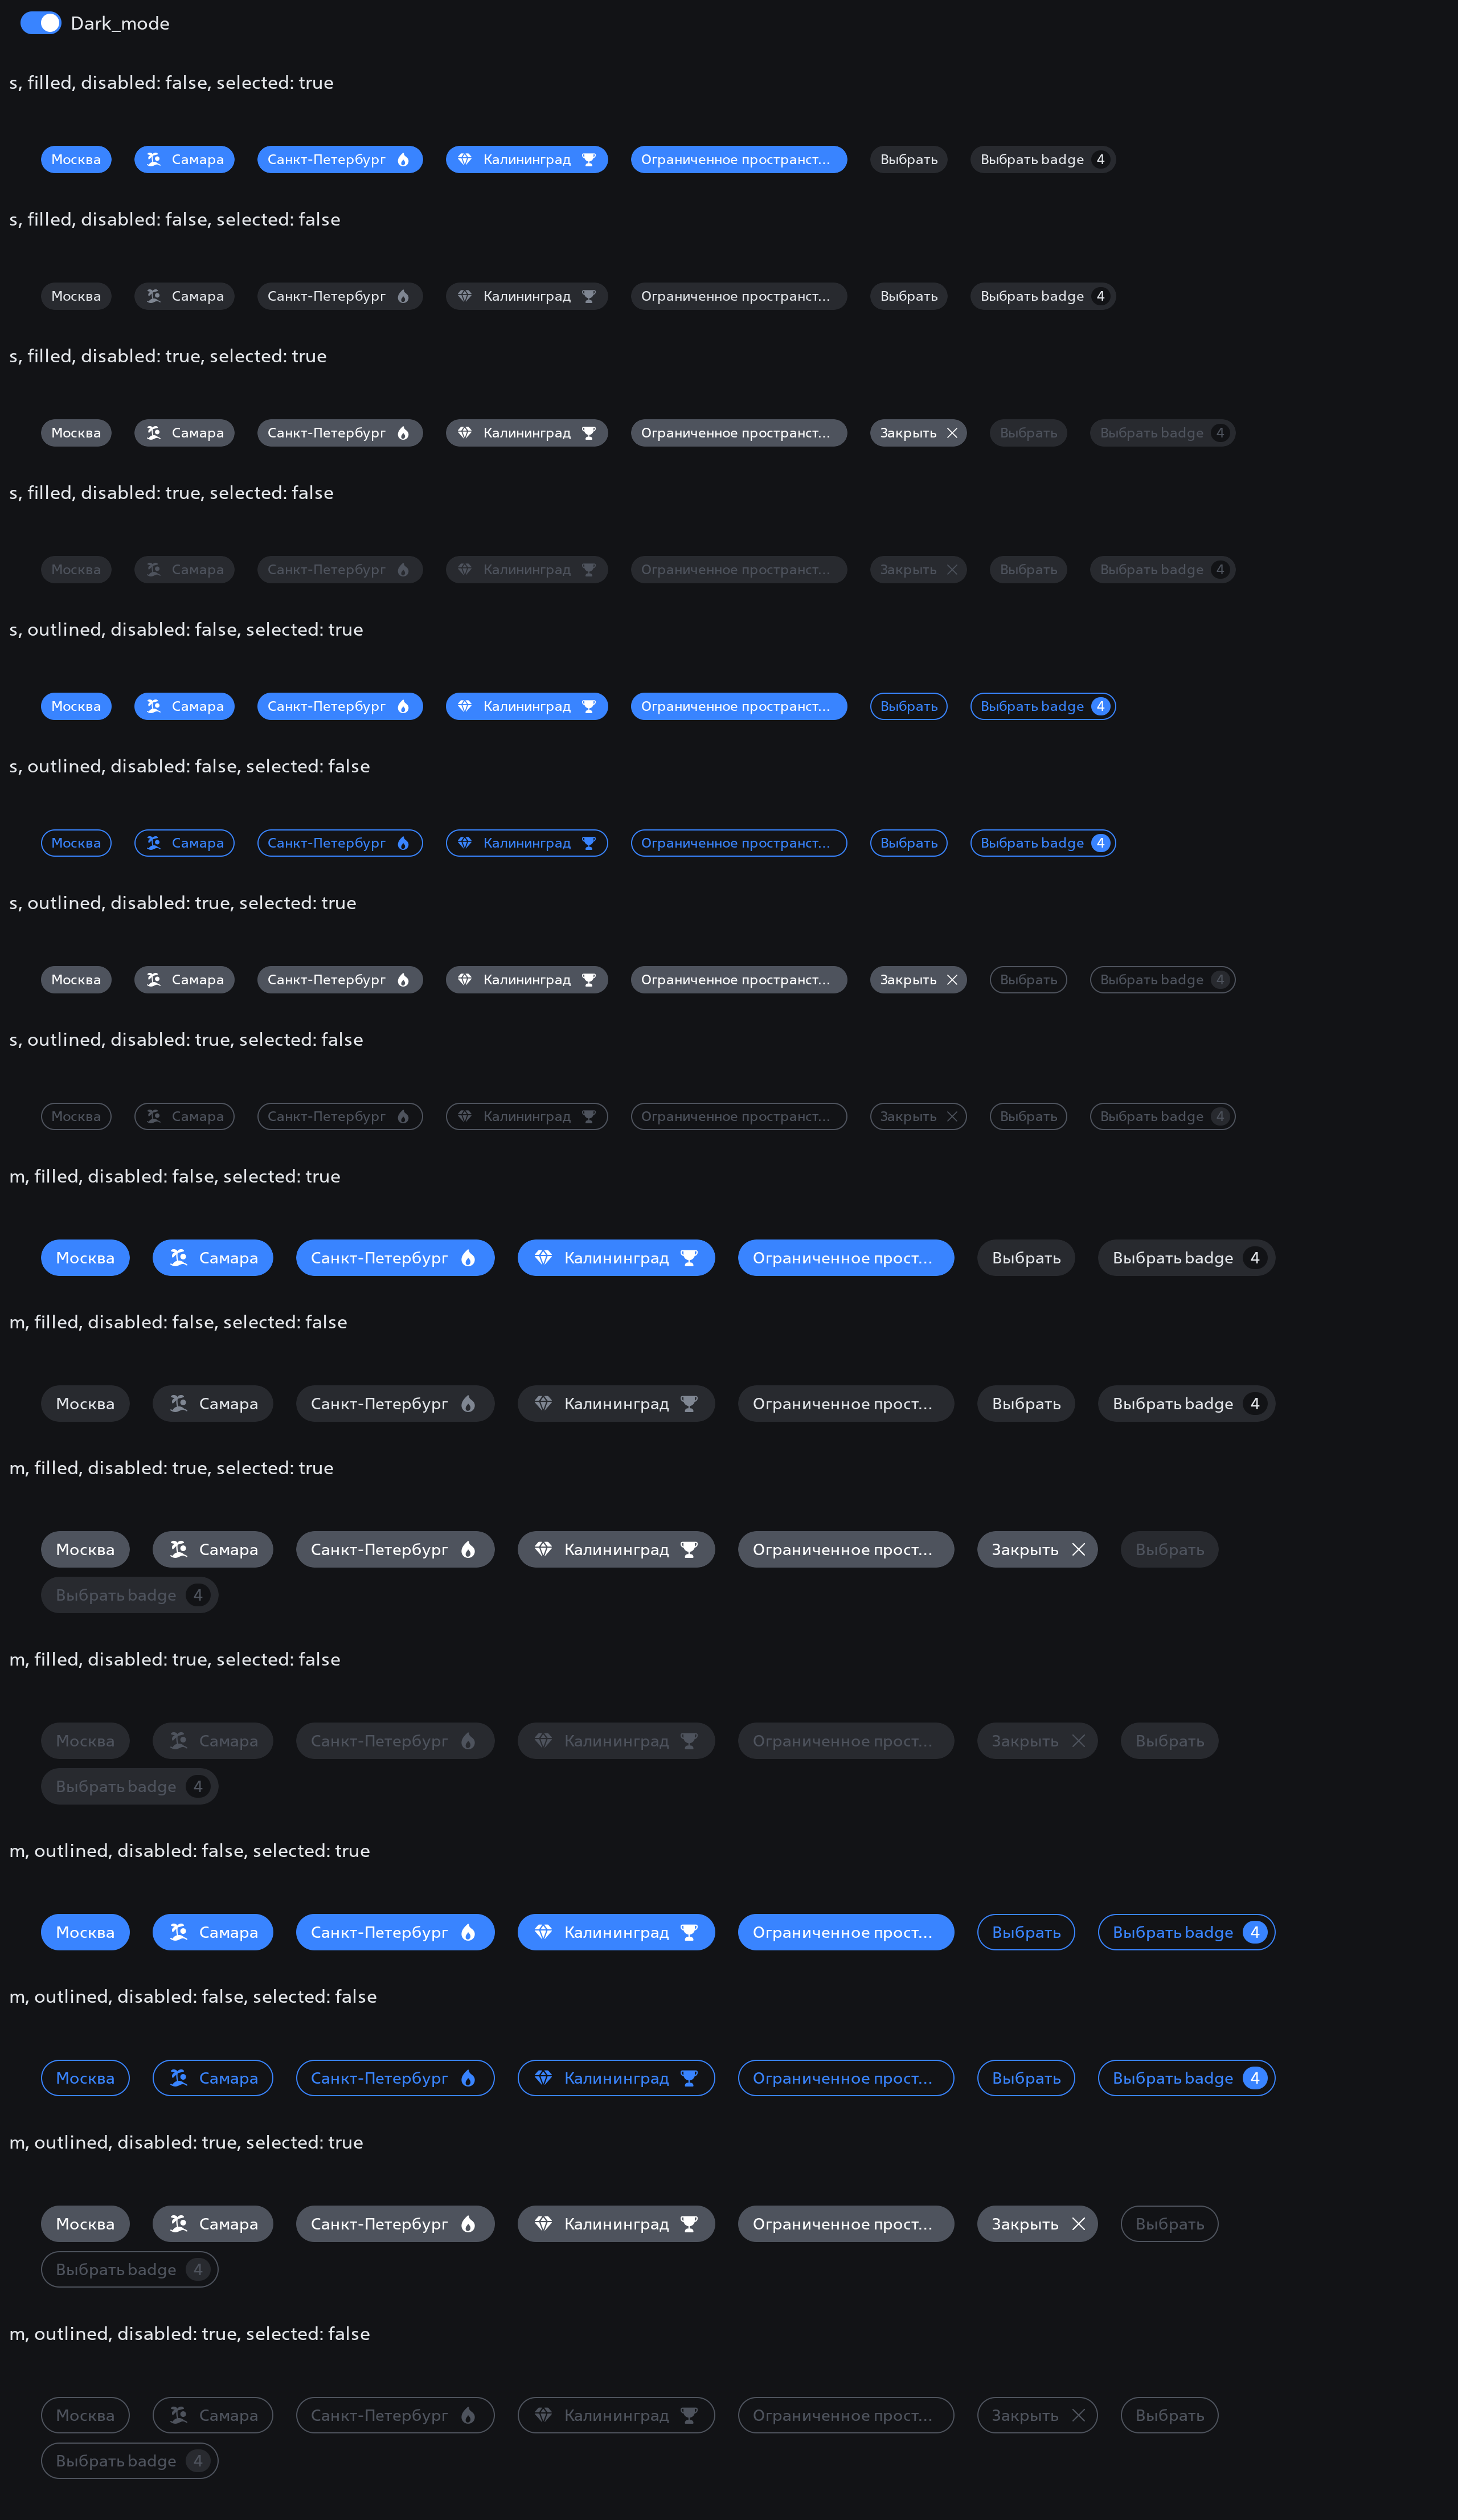 Dark_mode
s, filled, disabled: false, selected: true
Москва Самара Санкт-Петербург Калининград Ограниченное пространст... Выбрать Выбрать badge 4
s, filled, disabled: false, selected: false
Москва Самара Санкт-Петербург Калининград Ограниченное пространст... Выбрать Выбрать badge 4
s, filled, disabled: true, selected: true
Москва Самара Санкт-Петербург Калининград Ограниченное пространст... Закрыть Выбрать Выбрать badge 4
s, filled, disabled: true, selected: false
Москва Самара Санкт-Петербург Калининград Ограниченное пространст... Закрыть Выбрать Выбрать badge 4
s, outlined, disabled: false, selected: true
Москва Самара Санкт-Петербург Калининград Ограниченное пространст... Выбрать Выбрать badge 4
s, outlined, disabled: false, selected: false
Москва Самара Санкт-Петербург Калининград Ограниченное пространст... Выбрать Выбрать badge 4
s, outlined, disabled: true, selected: true
Москва Самара Санкт-Петербург Калининград Ограниченное пространст... Закрыть Выбрать Выбрать badge 4
s, outlined, disabled: true, selected: false
Москва Самара Санкт-Петербург Калининград Ограниченное пространст... Закрыть Выбрать Выбрать badge 4
m, filled, disabled: false, selected: true
Москва Самара Санкт-Петербург Калининград Ограниченное прост... Выбрать Выбрать badge 4
m, filled, disabled: false, selected: false
Москва Самара Санкт-Петербург Калининград Ограниченное прост... Выбрать Выбрать badge 4
m, filled, disabled: true, selected: true
Москва Самара Санкт-Петербург Калининград Ограниченное прост... Закрыть Выбрать
Выбрать badge 4
m, filled, disabled: true, selected: false
Москва Самара Санкт-Петербург Калининград Ограниченное прост... Закрыть Выбрать
Выбрать badge 4
m, outlined, disabled: false, selected: true
Москва Самара Санкт-Петербург Калининград Ограниченное прост... Выбрать Выбрать badge 4
m, outlined, disabled: false, selected: false
Москва Самара Санкт-Петербург Калининград Ограниченное прост... Выбрать Выбрать badge 4
m, outlined, disabled: true, selected: true
Москва Самара Санкт-Петербург Калининград Ограниченное прост... Закрыть Выбрать
Выбрать badge 4
m, outlined, disabled: true, selected: false
Москва Самара Санкт-Петербург Калининград Ограниченное прост... Закрыть Выбрать
Выбрать badge 4